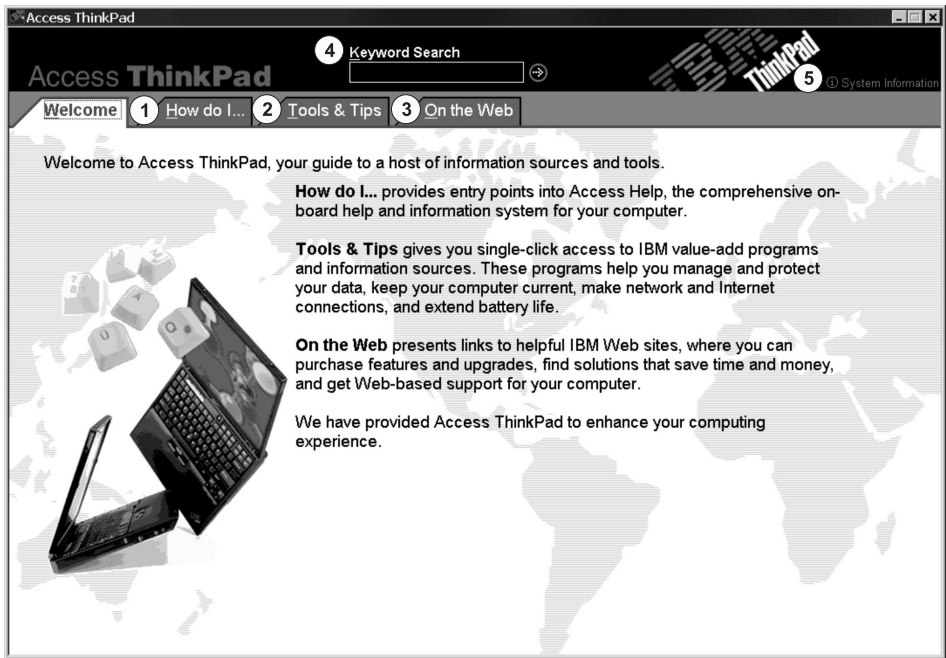 Access ThinkPad
4 Keyword Search
IBM
ThinkPad
Access ThinkPad
5 System Information
Welcome 1 How do I... 2 Tools & Tips 3 On the Web
Welcome to Access ThinkPad, your guide to a host of information sources and tools.
How do I... provides entry points into Access Help, the comprehensive on-
board help and information system for your computer.
Tools & Tips gives you single-click access to IBM value-add programs
and information sources. These programs help you manage and protect
your data, keep your computer current, make network and Internet
connections, and extend battery life.
On the Web presents links to helpful IBM Web sites, where you can
purchase features and upgrades, find solutions that save time and money,
and get Web-based support for your computer.
We have provided Access ThinkPad to enhance your computing
experience.